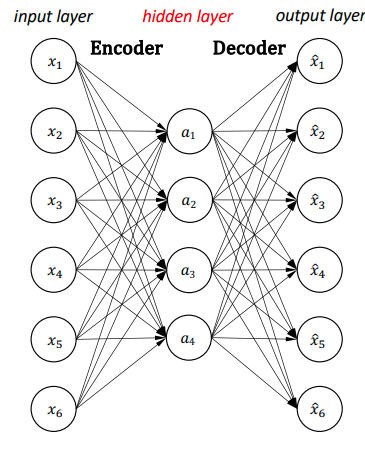 input layer hidden layer output layer
Encoder Decoder
x₁ x̂₁
x₂ a₁ x̂₂
x₃ a₂ x̂₃
x₄ a₃ x̂₄
x₅ a₄ x̂₅
x₆ x̂₆